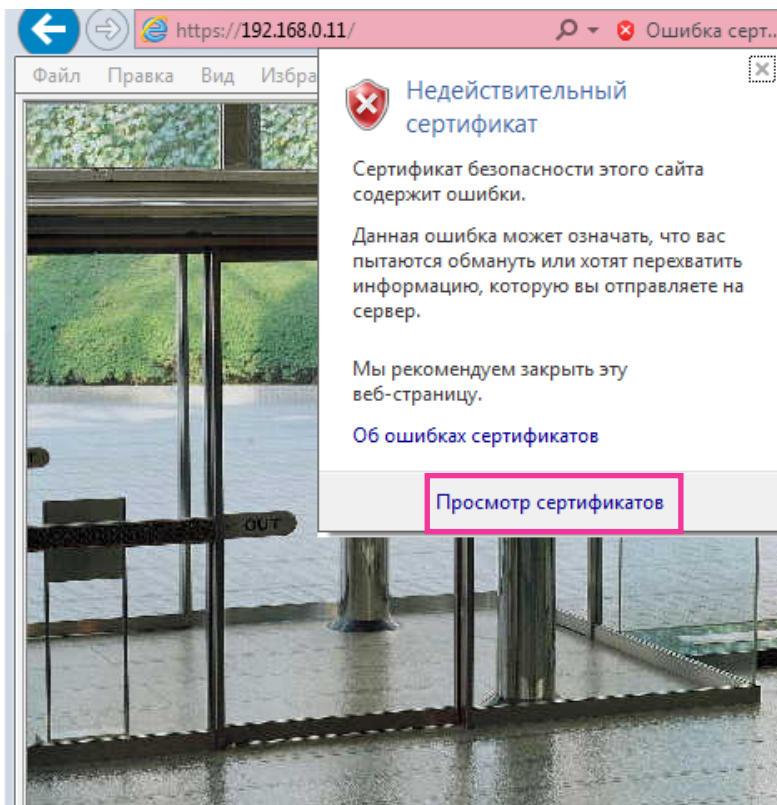 https://192.168.0.11/
Ошибка серт..
Файл Правка Вид Избра
Недействительный
сертификат
Сертификат безопасности этого сайта
содержит ошибки.
Данная ошибка может означать, что вас
пытаются обмануть или хотят перехватить
информацию, которую вы отправляете на
сервер.
Мы рекомендуем закрыть эту
веб-страницу.
Об ошибках сертификатов
Просмотр сертификатов
OUT